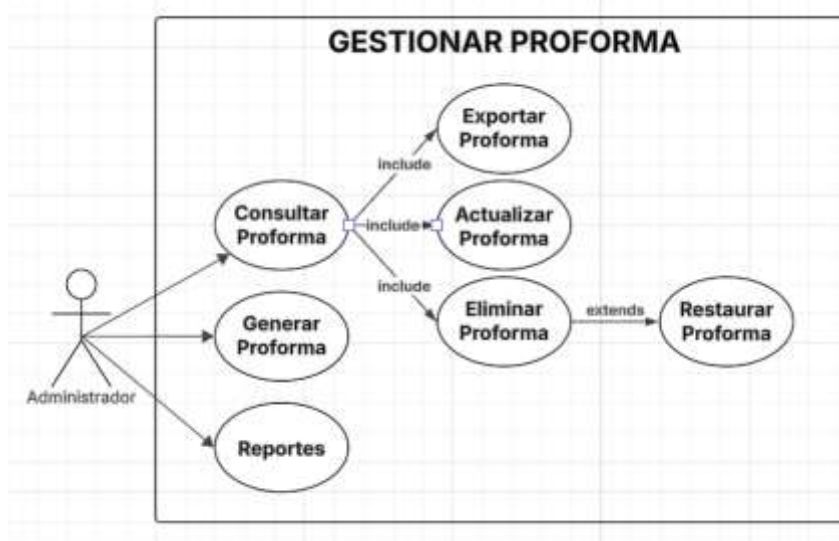 GESTIONAR PROFORMA
Exportar
Proforma
include
Consultar
Proforma
include
Actualizar
Proforma
include
Eliminar
Proforma
extends
Restaurar
Proforma
Generar
Proforma
Administrador
Reportes